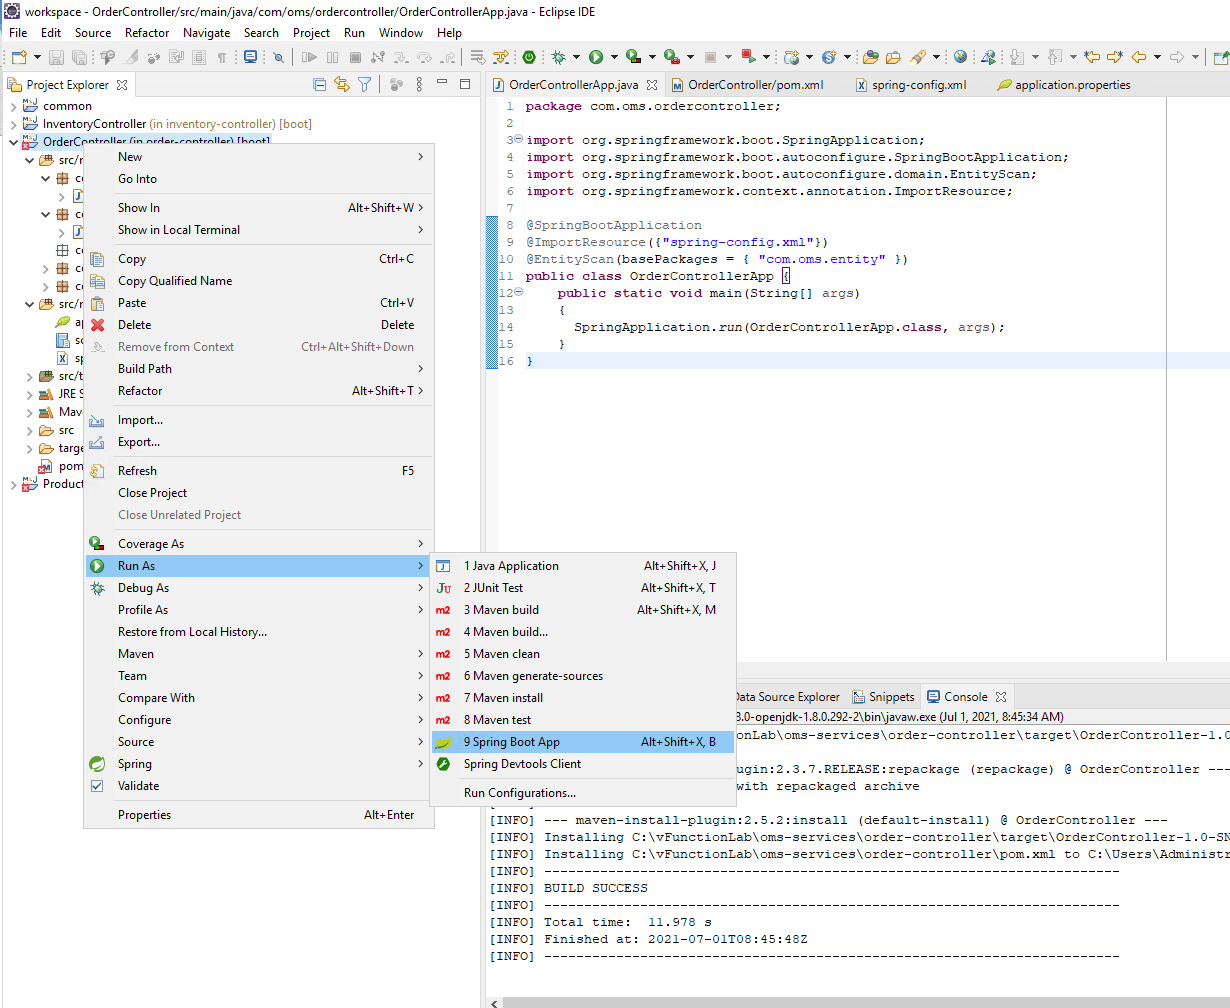 workspace - OrderController/src/main/java/com/oms/ordercontroller/OrderControllerApp.java - Eclipse IDE
File Edit Source Refactor Navigate Search Project Run Window Help
Project Explorer
common
InventoryController (in inventory-controller) [boot]
OrderController (in order-controller) [boot]
src/
src/
src/t
JRE S
Mav
src
targe
pom
Product
New
Go Into
Show In Alt+Shift+W
Show in Local Terminal
Copy Ctrl+C
Copy Qualified Name
Paste Ctrl+V
Delete Delete
Remove from Context Ctrl+Alt+Shift+Down
Build Path
Refactor Alt+Shift+T
Import...
Export...
Refresh F5
Close Project
Close Unrelated Project
Coverage As
Run As
Debug As
Profile As
Restore from Local History...
Maven
Team
Compare With
Configure
Source
Spring
Validate
Properties Alt+Enter
1 Java Application Alt+Shift+X, J
2 JUnit Test Alt+Shift+X, T
3 Maven build Alt+Shift+X, M
4 Maven build...
5 Maven clean
6 Maven generate-sources
7 Maven install
8 Maven test
9 Spring Boot App Alt+Shift+X, B
Spring Devtools Client
Run Configurations...
OrderControllerApp.java OrderController/pom.xml spring-config.xml application.properties
1 package com.oms.ordercontroller;
2
3 import org.springframework.boot.SpringApplication;
4 import org.springframework.boot.autoconfigure.SpringBootApplication;
5 import org.springframework.boot.autoconfigure.domain.EntityScan;
6 import org.springframework.context.annotation.ImportResource;
7
8 @SpringBootApplication
9 @ImportResource({"spring-config.xml"})
10 @EntityScan(basePackages = { "com.oms.entity" })
11 public class OrderControllerApp {
12 public static void main(String[] args)
13 {
14 SpringApplication.run(OrderControllerApp.class, args);
15 }
16 }
Data Source Explorer Snippets Console
8.0-openjdk-1.8.0.292-2\bin\javaw.exe (Jul 1, 2021, 8:45:34 AM)
onLab\oms-services\order-controller\target\OrderController-1.0
ugin:2.3.7.RELEASE:repackage (repackage) @ OrderController ---
with repackaged archive
[INFO] --- maven-install-plugin:2.5.2:install (default-install) @ OrderController ---
[INFO] Installing C:\vFunctionLab\oms-services\order-controller\target\OrderController-1.0-SN
[INFO] Installing C:\vFunctionLab\oms-services\order-controller\pom.xml to C:\Users\Administr
[INFO] ------------------------------------------------------------------------
[INFO] BUILD SUCCESS
[INFO] ------------------------------------------------------------------------
[INFO] Total time: 11.978 s
[INFO] Finished at: 2021-07-01T08:45:48Z
[INFO] ------------------------------------------------------------------------